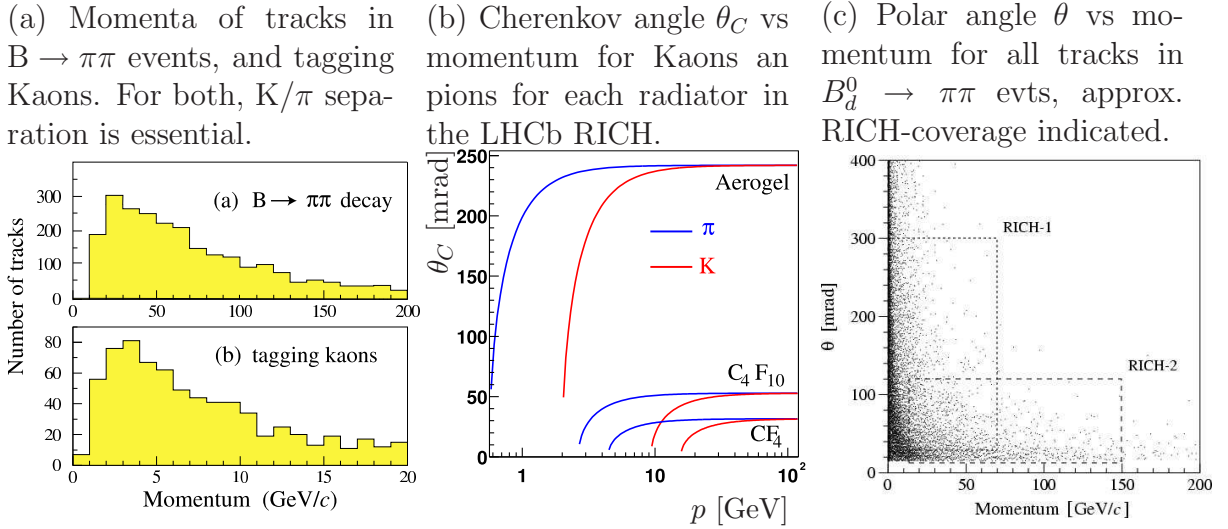 (a) Momenta of tracks in
B → ππ events, and tagging
Kaons. For both, K/π sepa-
ration is essential.
300
200
100
0
0
50
100
150
200
(a) B → ππ decay
80
60
40
20
0
0
5
10
15
20
(b) tagging kaons
Number of tracks
Momentum (GeV/c)
(b) Cherenkov angle θC vs
momentum for Kaons an
pions for each radiator in
the LHCb RICH.
250
200
150
100
50
0
θC [mrad]
Aerogel
π
K
C4 F10
CF4
1
10
10²
p [GeV]
(c) Polar angle θ vs mo-
mentum for all tracks in
B0d → ππ evts, approx.
RICH-coverage indicated.
400
300
200
100
0
θ [mrad]
RICH-1
RICH-2
0
50
100
150
200
Momentum [GeV/c]